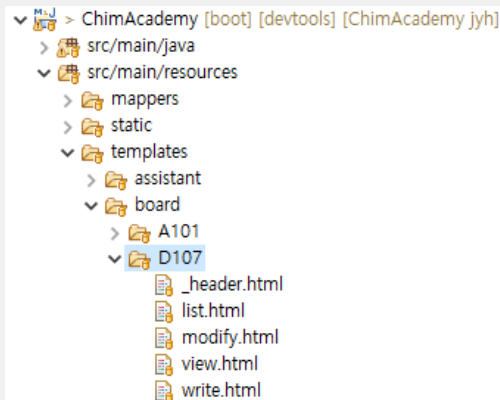 > ChimAcademy [boot] [devtools] [ChimAcademy jyh]
src/main/java
src/main/resources
mappers
static
templates
assistant
board
A101
D107
_header.html
list.html
modify.html
view.html
write.html